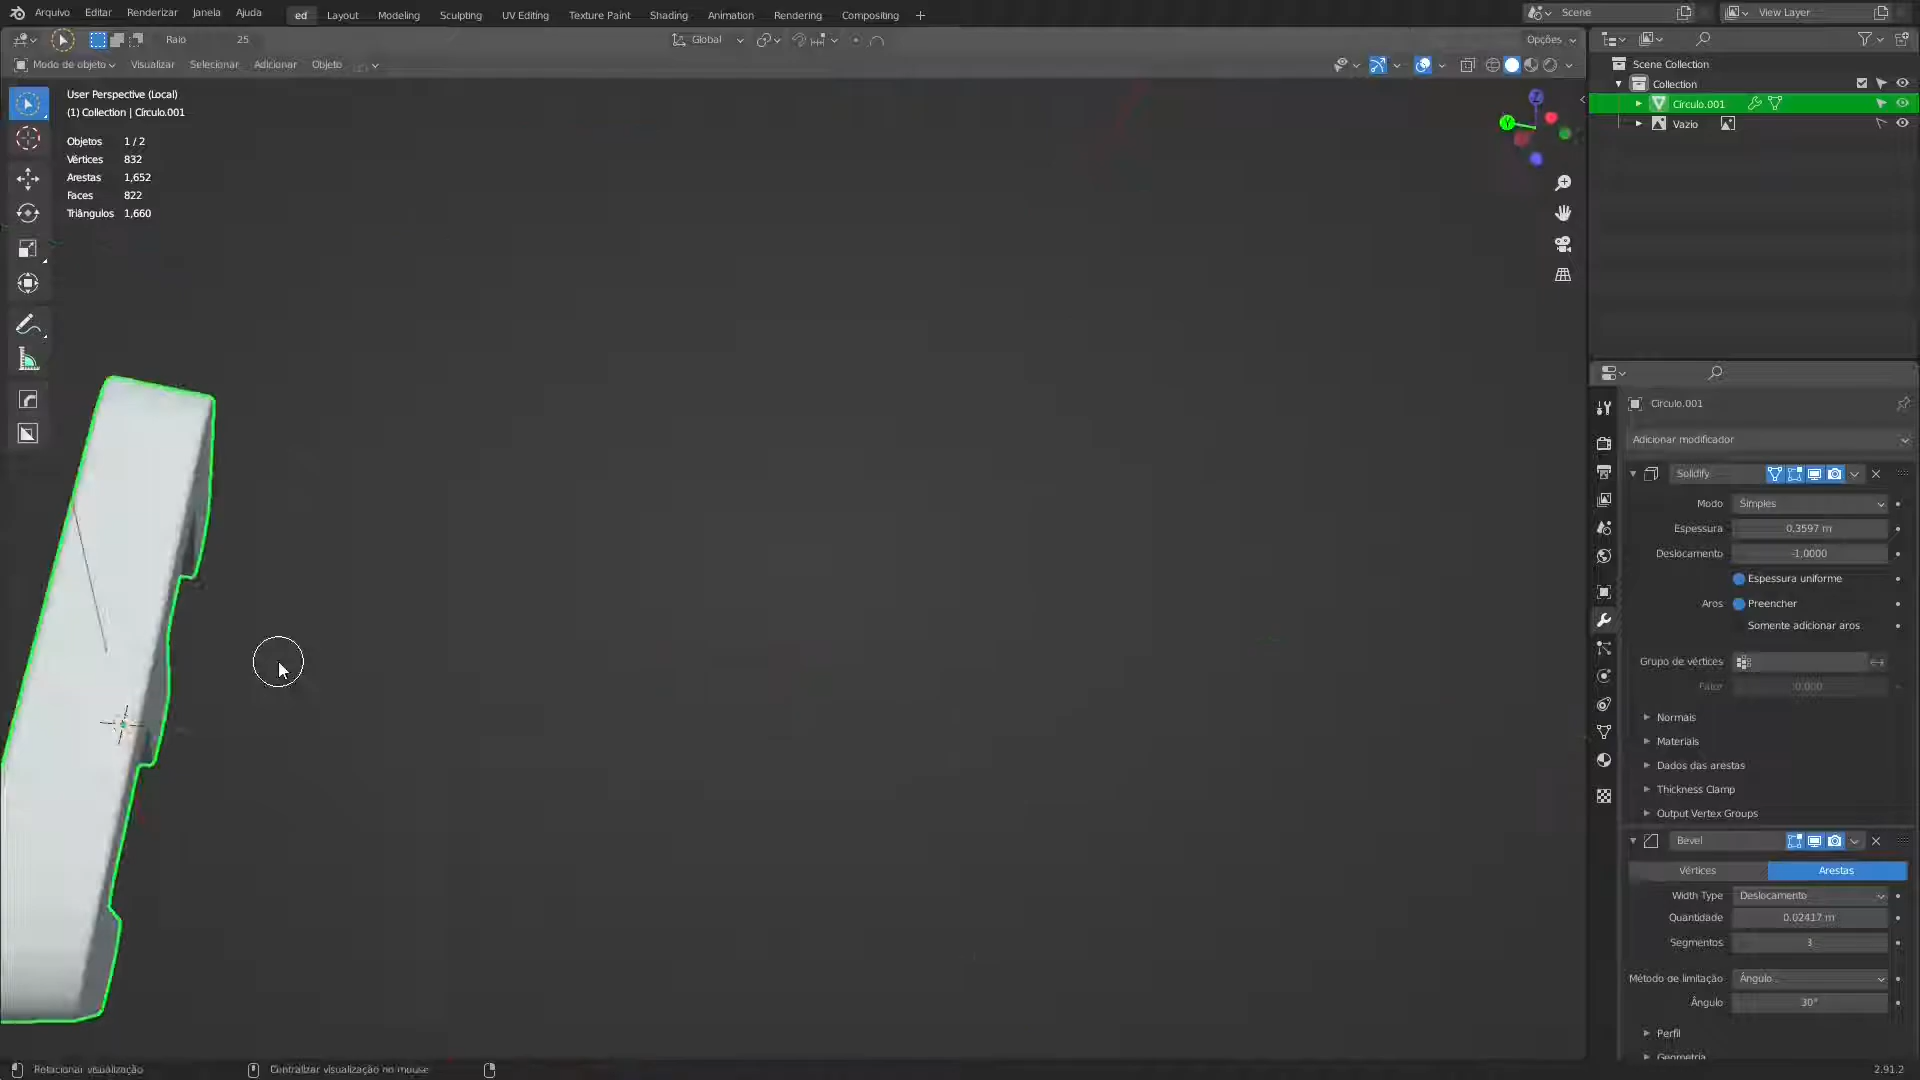 Arquivo Editar Renderizar Janela Ajuda ed Layout Modeling Sculpting UV Editing Texture Paint Shading Animation Rendering Compositing Scene View Layer
Raio 25 Global Opções
Modo de objeto Visualizar Selecionar Adicionar Objeto
User Perspective (Local)
(1) Collection | Círculo.001
Objetos 1 / 2
Vértices 832
Arestas 1,652
Faces 822
Triângulos 1,660
Z
Y
Scene Collection
Collection
Círculo.001
Vazio
Círculo.001
Adicionar modificador
Solidify
Modo Simples
Espessura 0.3597 m
Deslocamento -1.0000
Espessura uniforme
Aros Preencher
Somente adicionar aros
Grupo de vértices
Fator 0.000
Normais
Materiais
Dados das arestas
Thickness Clamp
Output Vertex Groups
Bevel
Vértices Arestas
Width Type Deslocamento
Quantidade 0.02417 m
Segmentos 3
Método de limitação Ângulo
Ângulo 30°
Perfil
Geometria
Rotacionar visualização Centralizar visualização no mouse 2.91.2